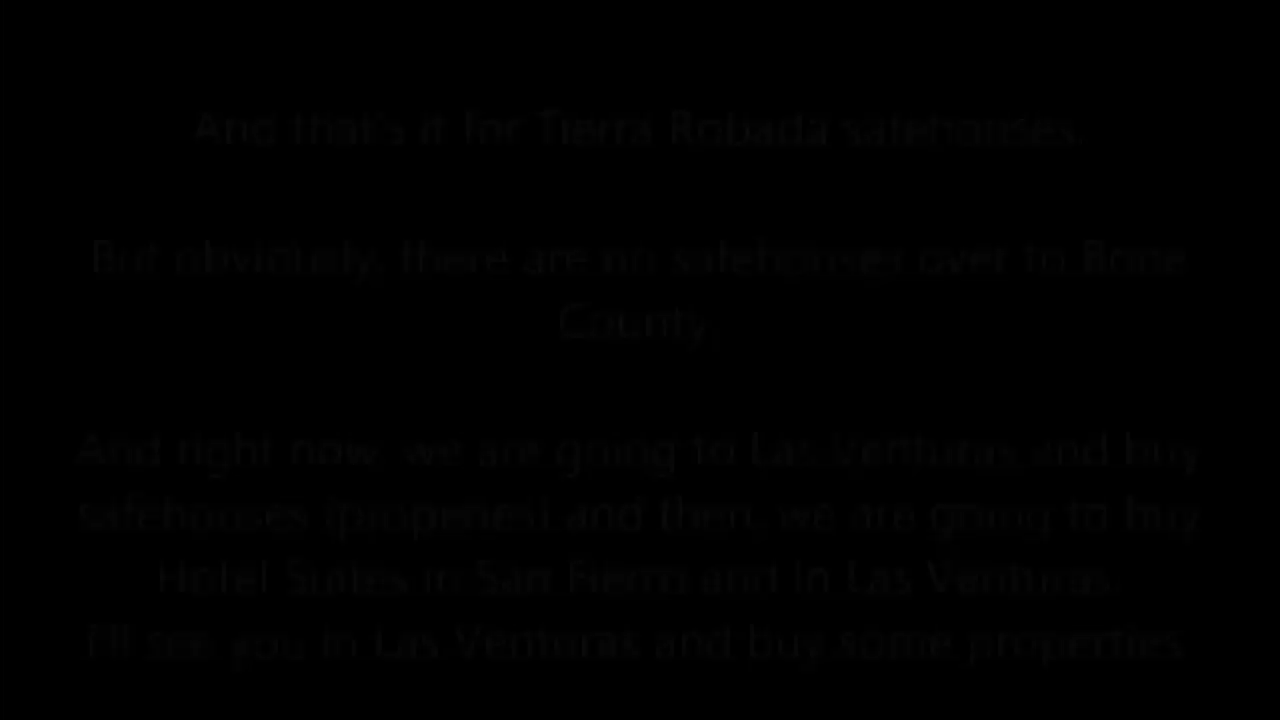 And that's it for Tierra Robada safehouses.
But obviously, there are no safehouses over to Bone
County.
And right now, we are going to Las Venturas and buy
safehouses (properies) and then, we are going to buy
Hotel Suites in San Fierro and in Las Venturas.
I'll see you in Las Venturas and buy some properties